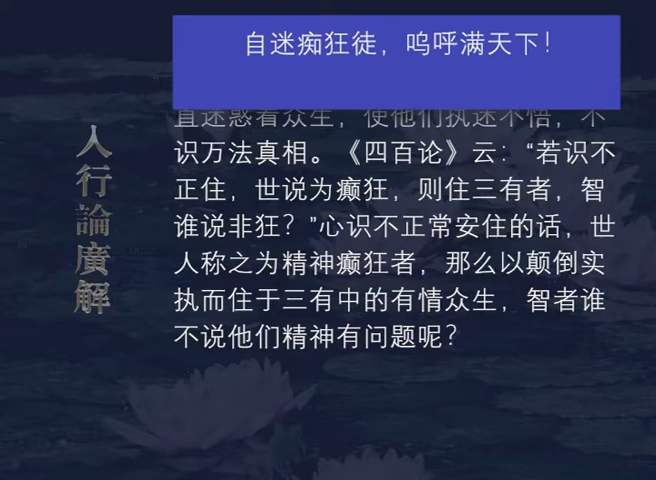 自迷痴狂徒，呜呼满天下！
直迷惑着众生，使他们执迷不悟，不
识万法真相。《四百论》云：“若识不
正住，世说为癫狂，则住三有者，智
谁说非狂？”心识不正常安住的话，世
人称之为精神癫狂者，那么以颠倒实
执而住于三有中的有情众生，智者谁
不说他们精神有问题呢？
入行論廣解